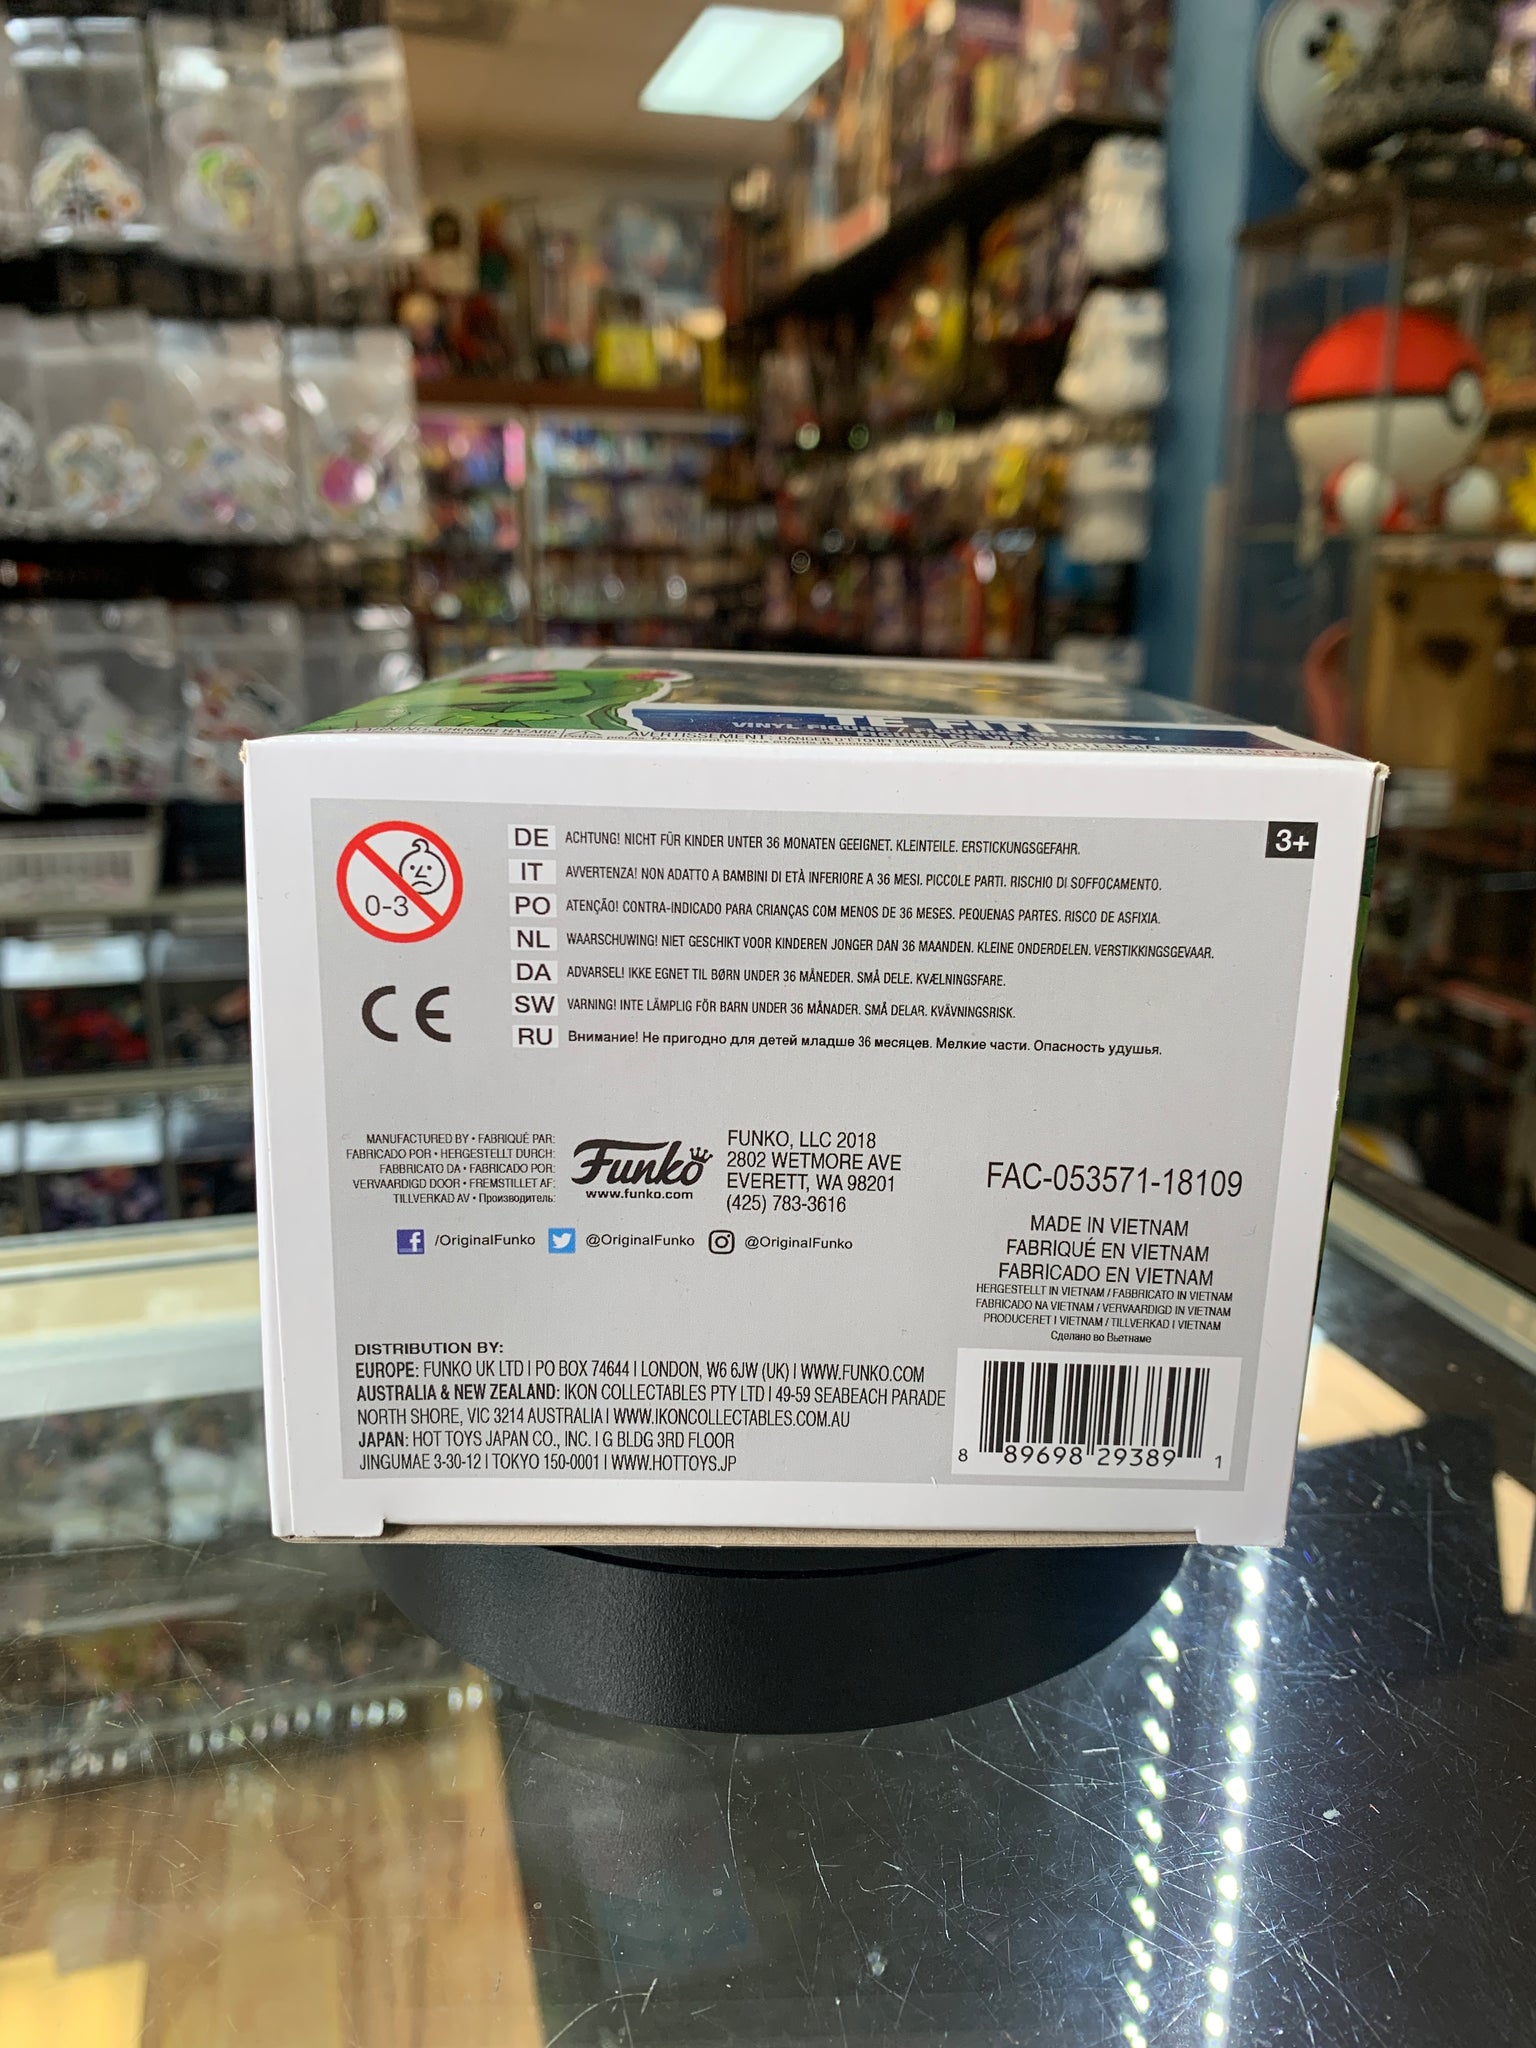 TE FITI
VINYL FIGURE
CHOKING HAZARD
AVERTISSEMENT: DANGER D'ÉTOUFFEMENT
0-3
3+
DE ACHTUNG! NICHT FÜR KINDER UNTER 36 MONATEN GEEIGNET. KLEINTEILE. ERSTICKUNGSGEFAHR.
IT AVVERTENZA! NON ADATTO A BAMBINI DI ETÀ INFERIORE A 36 MESI. PICCOLE PARTI. RISCHIO DI SOFFOCAMENTO.
PO ATENÇÃO! CONTRA-INDICADO PARA CRIANÇAS COM MENOS DE 36 MESES. PEQUENAS PARTES. RISCO DE ASFIXIA.
NL WAARSCHUWING! NIET GESCHIKT VOOR KINDEREN JONGER DAN 36 MAANDEN. KLEINE ONDERDELEN. VERSTIKKINGSGEVAAR.
DA ADVARSEL! IKKE EGNET TIL BØRN UNDER 36 MÅNEDER. SMÅ DELE. KVÆLNINGSFARE.
SW VARNING! INTE LÄMPLIG FÖR BARN UNDER 36 MÅNADER. SMÅ DELAR. KVÄVNINGSRISK.
RU Внимание! Не пригодно для детей младше 36 месяцев. Мелкие части. Опасность удушья.
CE
MANUFACTURED BY • FABRIQUÉ PAR:
FABRICADO POR • HERGESTELLT DURCH:
FABBRICATO DA • FABRICADO POR:
VERVAARDIGD DOOR • FREMSTILLET AF:
TILLVERKAD AV • Производитель:
Funko
www.funko.com
FUNKO, LLC 2018
2802 WETMORE AVE
EVERETT, WA 98201
(425) 783-3616
/OriginalFunko @OriginalFunko @OriginalFunko
FAC-053571-18109
MADE IN VIETNAM
FABRIQUÉ EN VIETNAM
FABRICADO EN VIETNAM
HERGESTELLT IN VIETNAM / FABBRICATO IN VIETNAM
FABRICADO NA VIETNAM / VERVAARDIGD IN VIETNAM
PRODUCERET I VIETNAM / TILLVERKAD I VIETNAM
Сделано во Вьетнаме
DISTRIBUTION BY:
EUROPE: FUNKO UK LTD | PO BOX 74644 | LONDON, W6 6JW (UK) | WWW.FUNKO.COM
AUSTRALIA & NEW ZEALAND: IKON COLLECTABLES PTY LTD | 49-59 SEABEACH PARADE
NORTH SHORE, VIC 3214 AUSTRALIA | WWW.IKONCOLLECTABLES.COM.AU
JAPAN: HOT TOYS JAPAN CO., INC. | G BLDG 3RD FLOOR
JINGUMAE 3-30-12 | TOKYO 150-0001 | WWW.HOTTOYS.JP
8 89698 29389 1